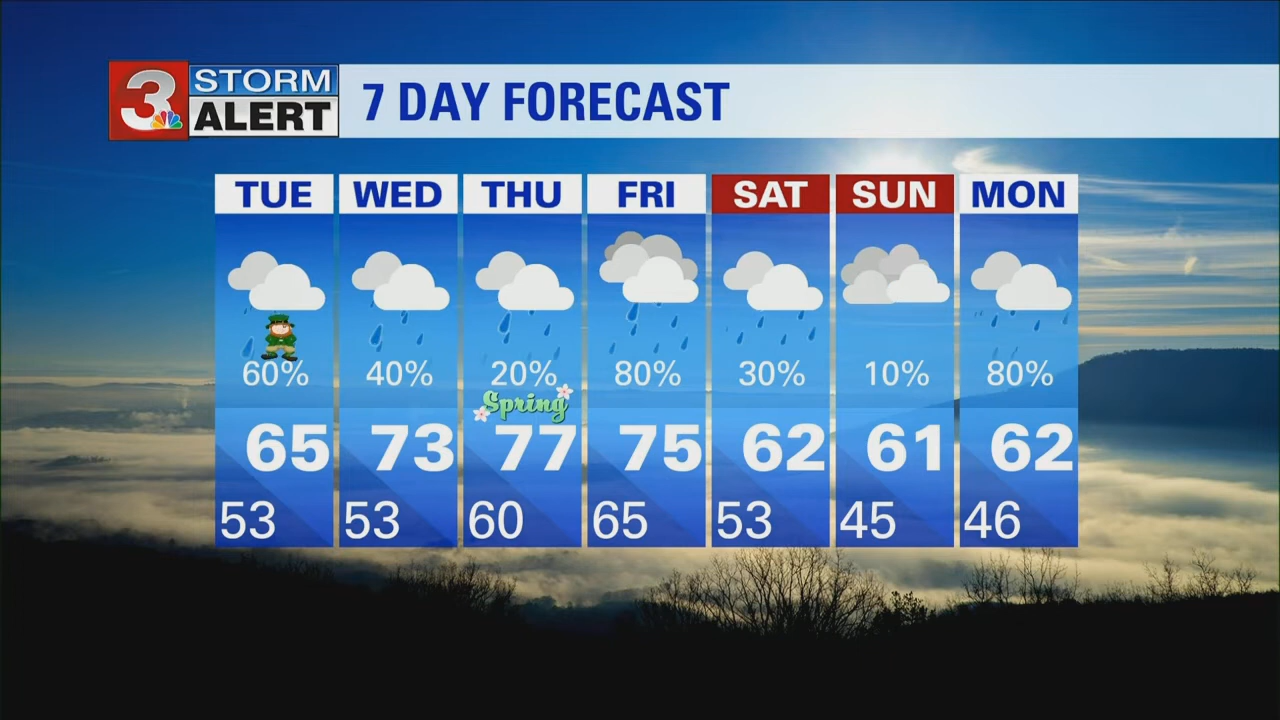 3 STORM ALERT
7 DAY FORECAST
TUE WED THU FRI SAT SUN MON
60% 40% 20% 80% 30% 10% 80%
Spring
65 73 77 75 62 61 62
53 53 60 65 53 45 46